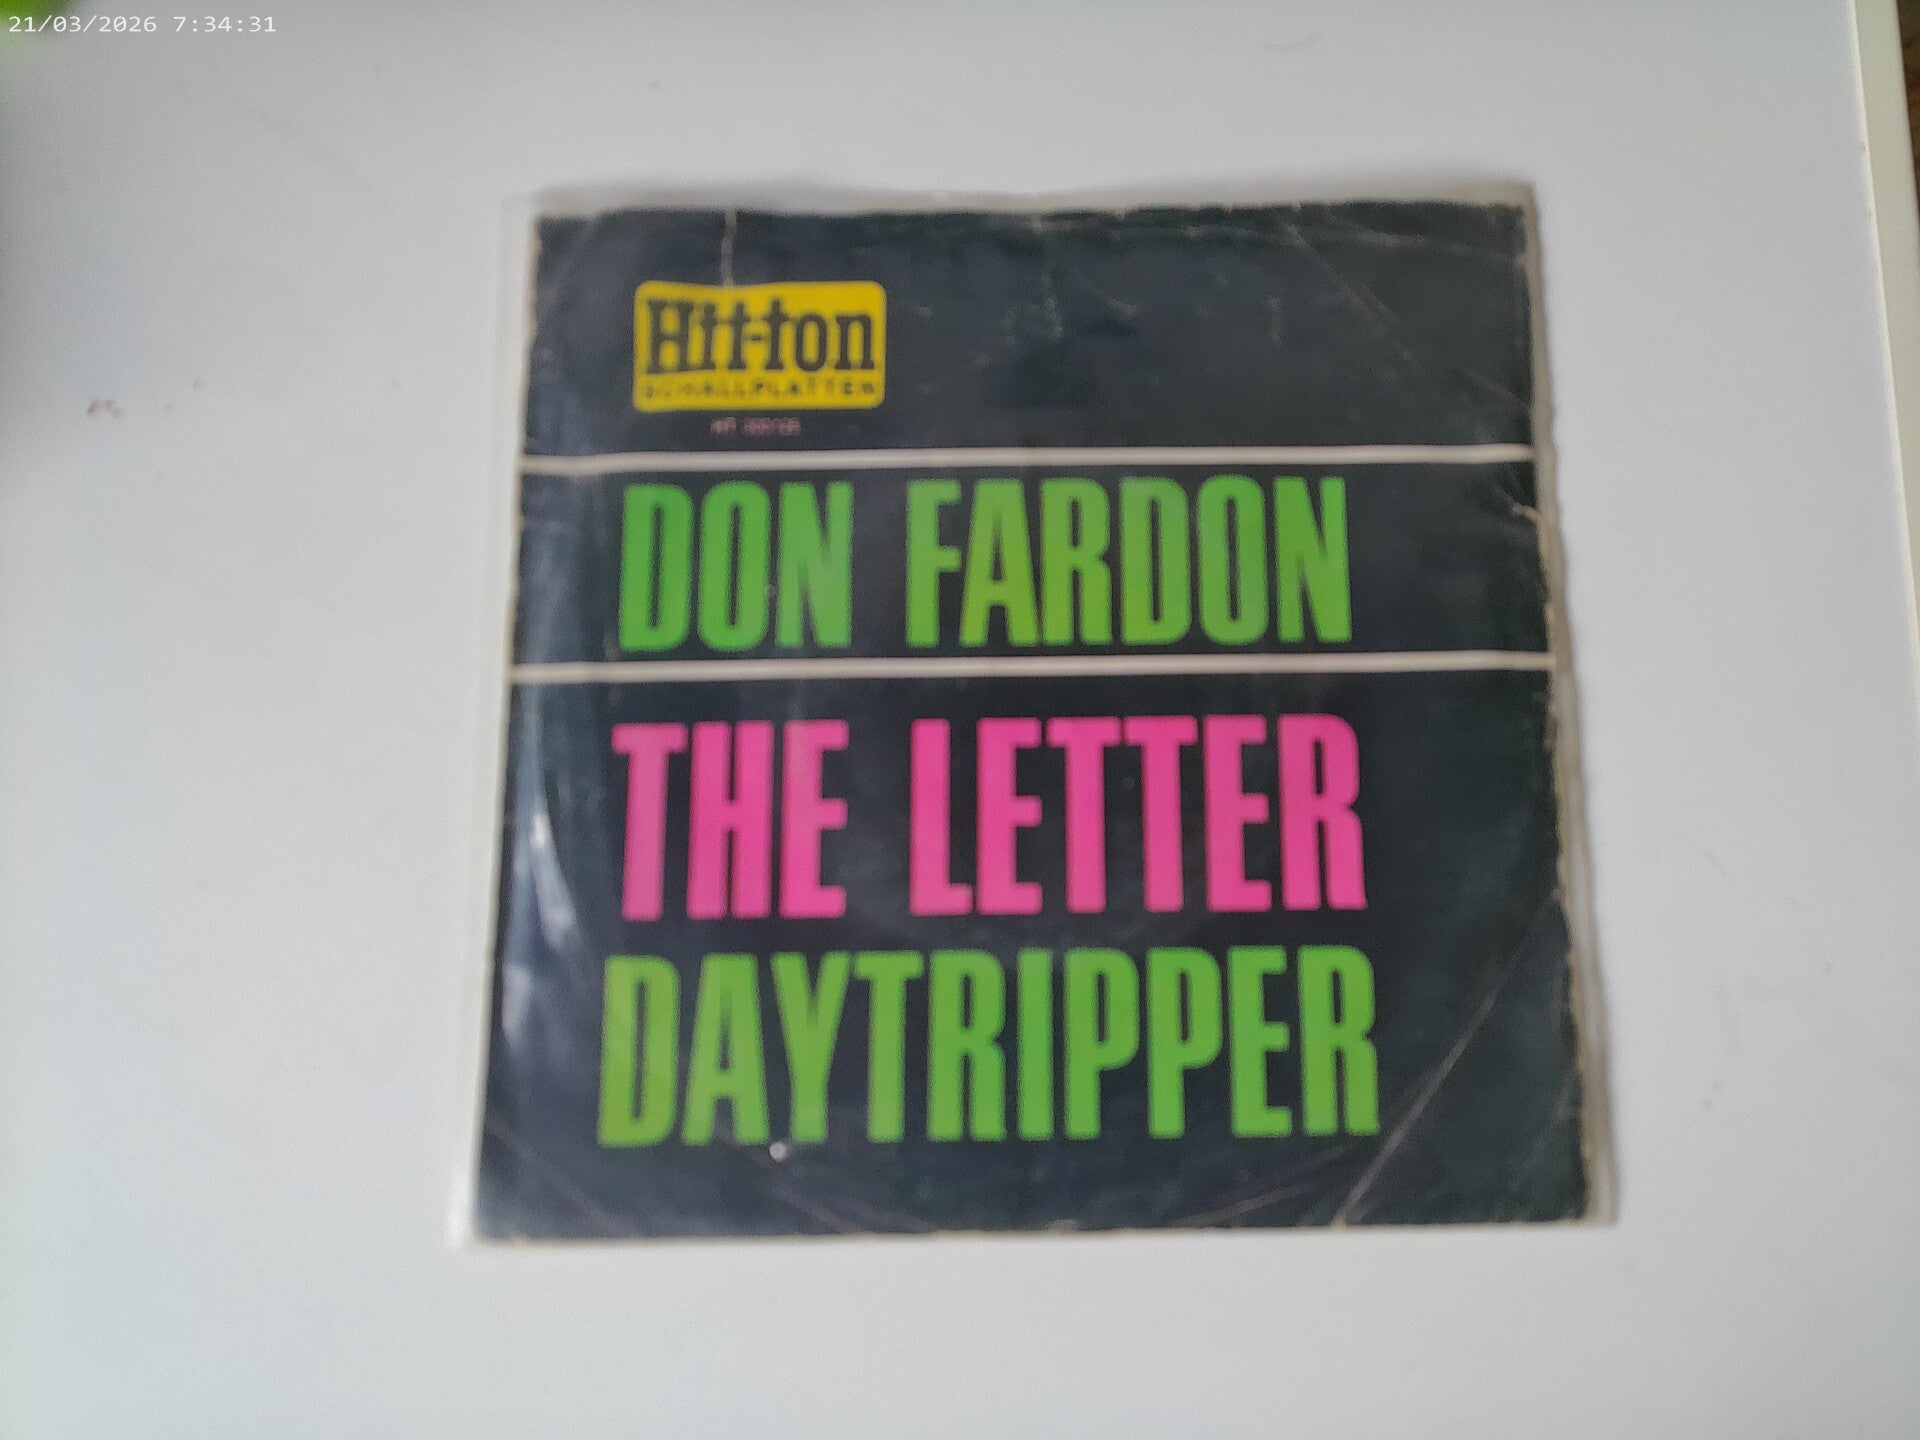 21/03/2026 7:34:31
Hit-ton
SCHALLPLATTEN
DON FARDON
THE LETTER
DAYTRIPPER